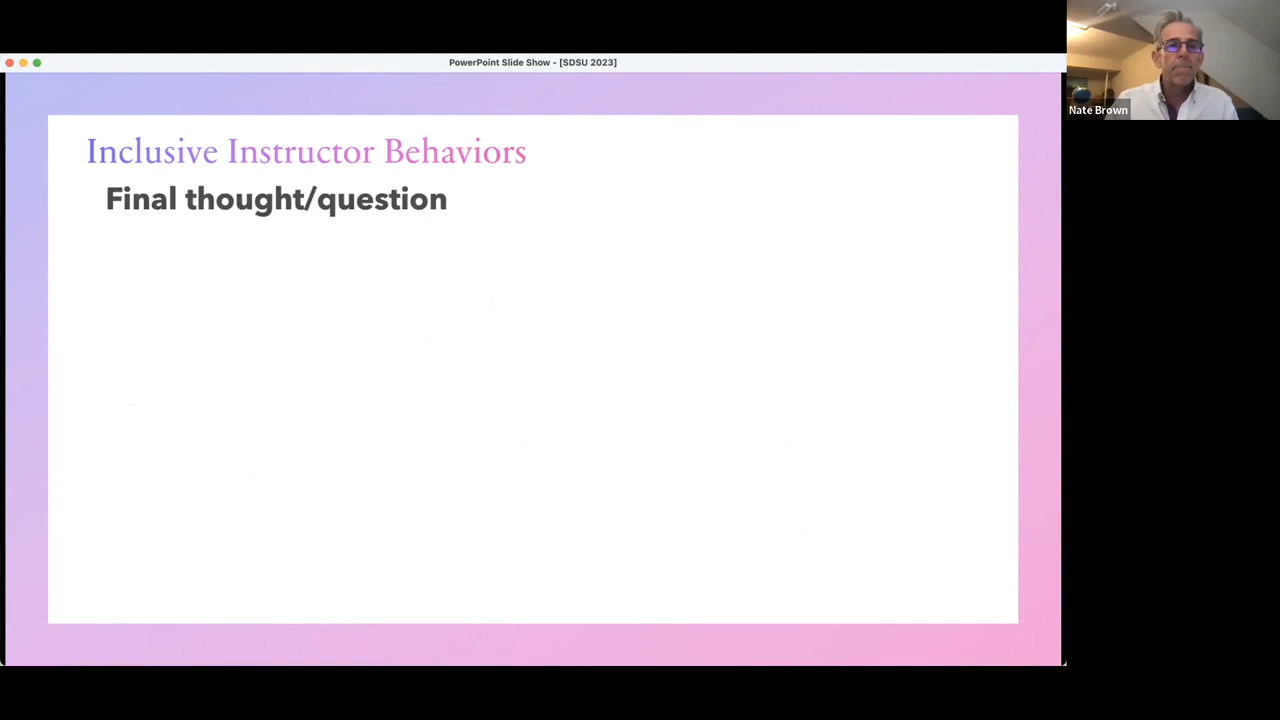 PowerPoint Slide Show - [SDSU 2023]
Nate Brown
Inclusive Instructor Behaviors
Final thought/question